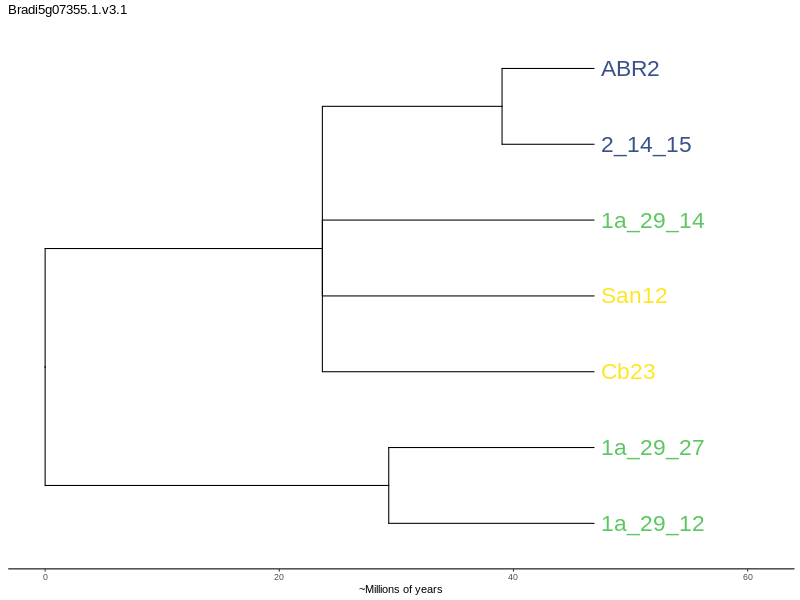 Bradi5g07355.1.v3.1
ABR2
2_14_15
1a_29_14
San12
Cb23
1a_29_27
1a_29_12
0 20 40 60
~Millions of years